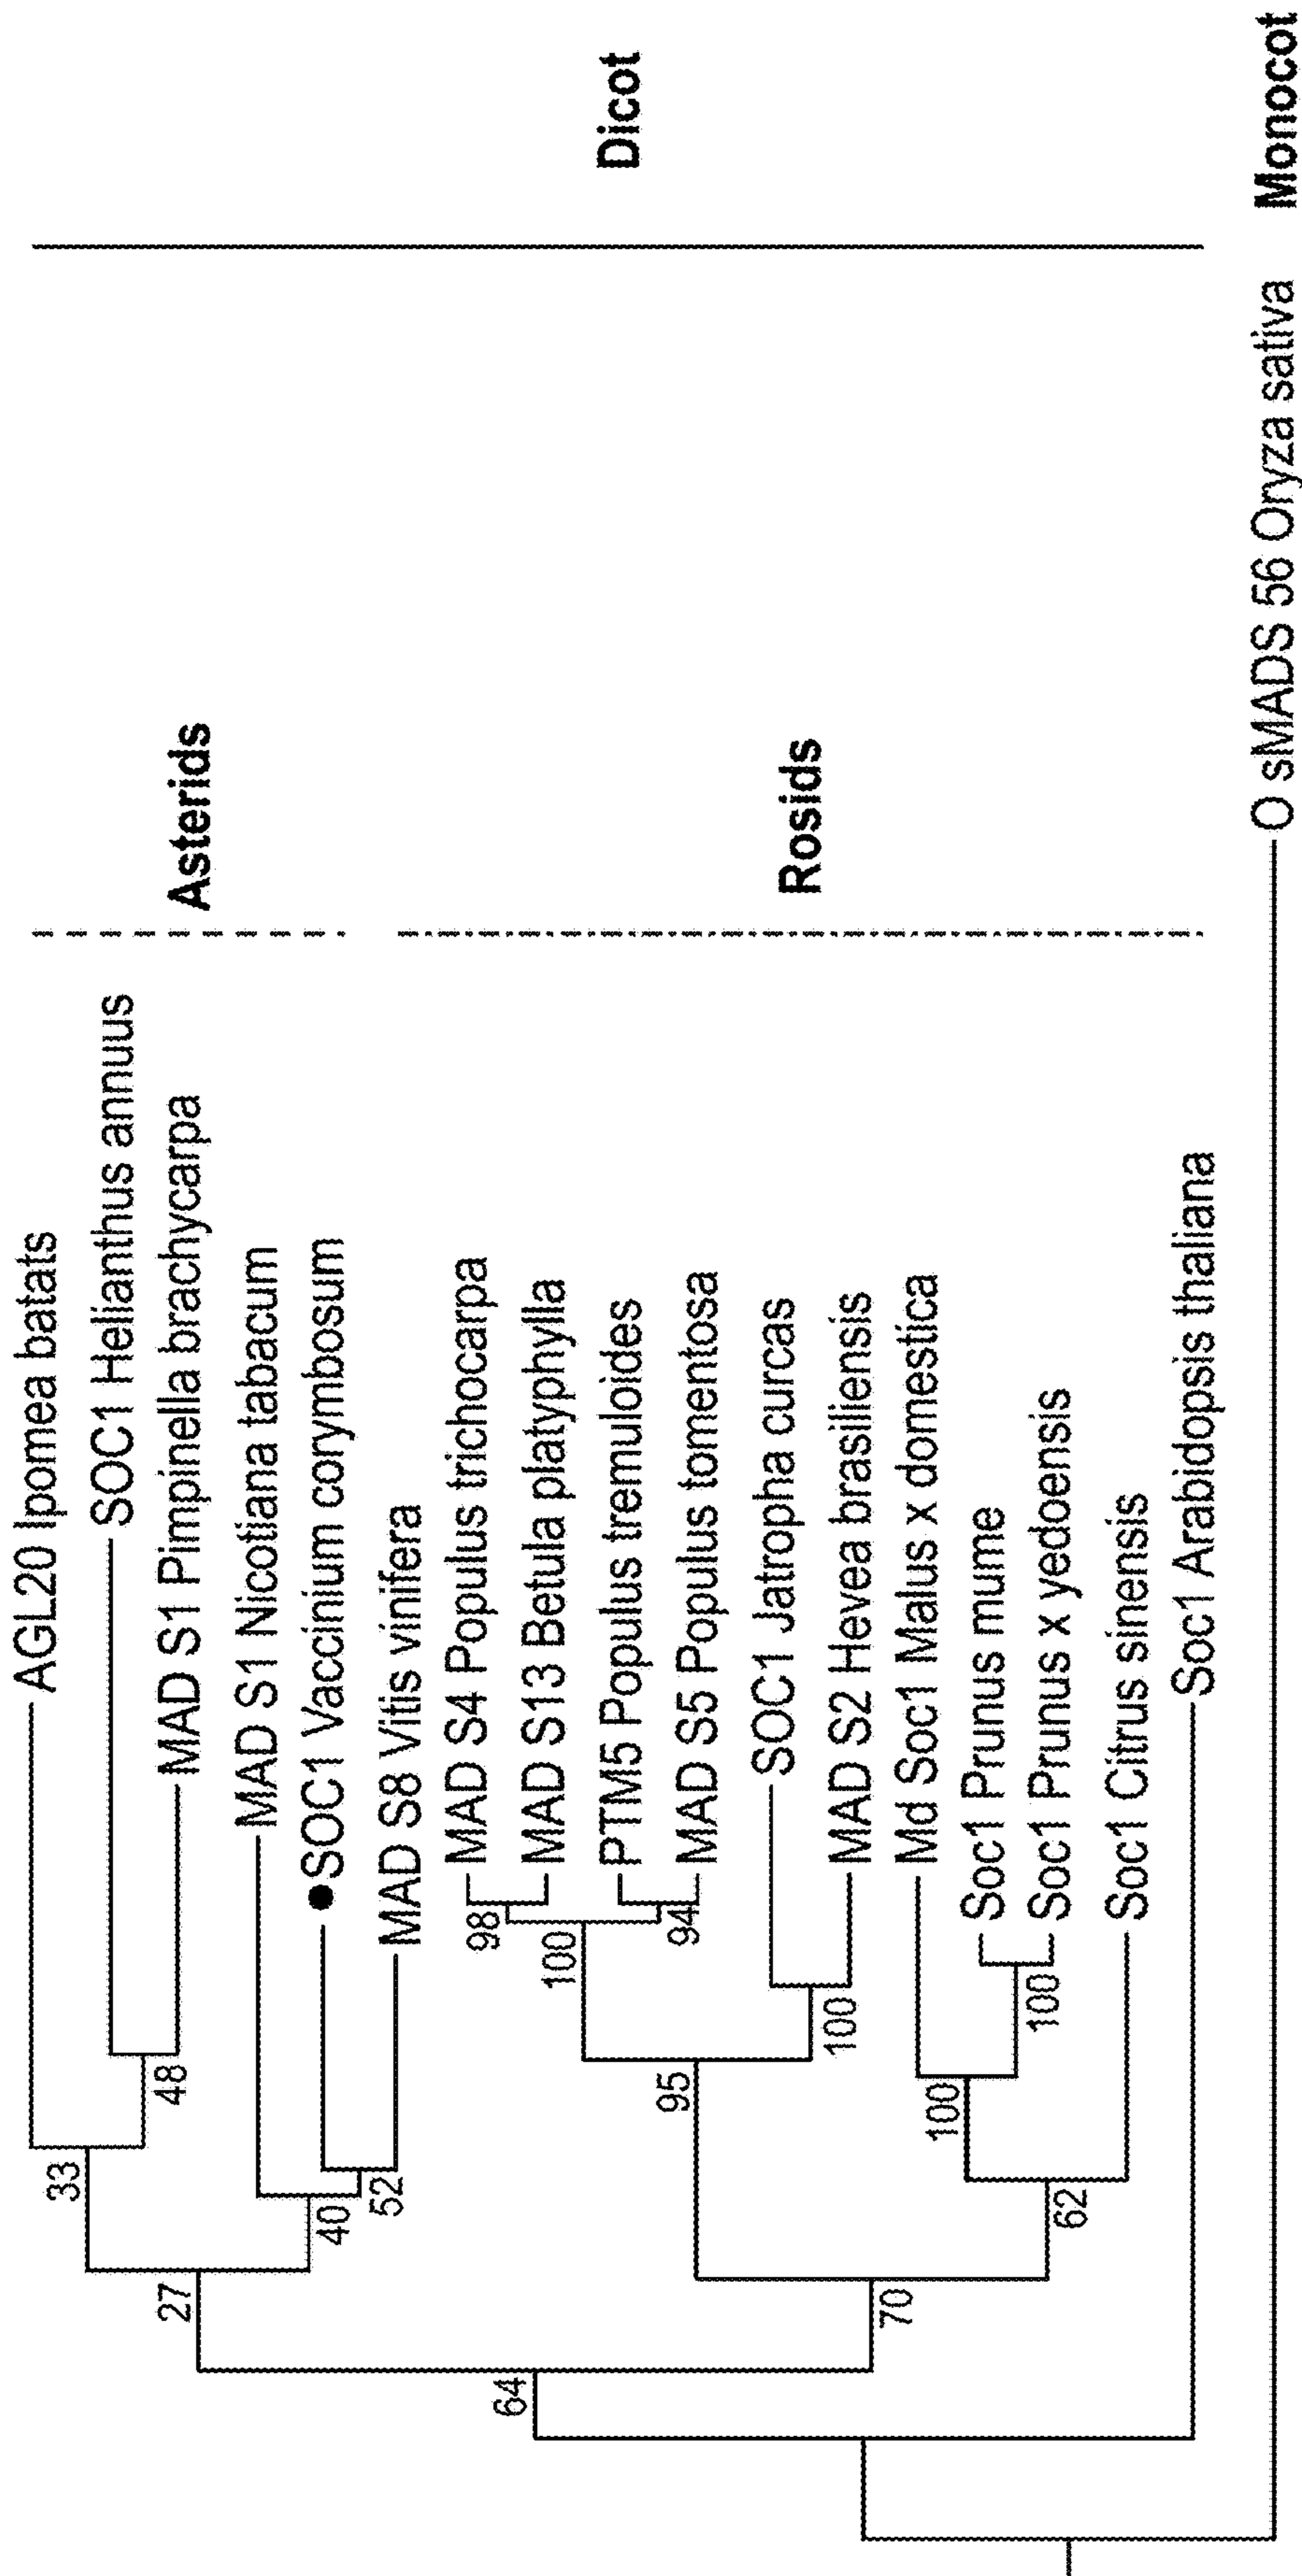 AGL20 Ipomea batats
SOC1 Helianthus annuus
MAD S1 Pimpinella brachycarpa
MAD S1 Nicotiana tabacum
SOC1 Vaccinium corymbosum
MAD S8 Vitis vinifera
MAD S4 Populus trichocarpa
MAD S13 Betula platyphylla
PTM5 Populus tremuloides
MAD S5 Populus tomentosa
SOC1 Jatropha curcas
MAD S2 Hevea brasiliensis
Md Soc1 Malus x domestica
Soc1 Prunus mume
Soc1 Prunus x yedoensis
Soc1 Citrus sinensis
Soc1 Arabidopsis thaliana
O sMADS 56 Oryza sativa
33
48
27
40
52
64
98
100
94
95
100
70
100
100
62
Asterids
Rosids
Dicot
Monocot